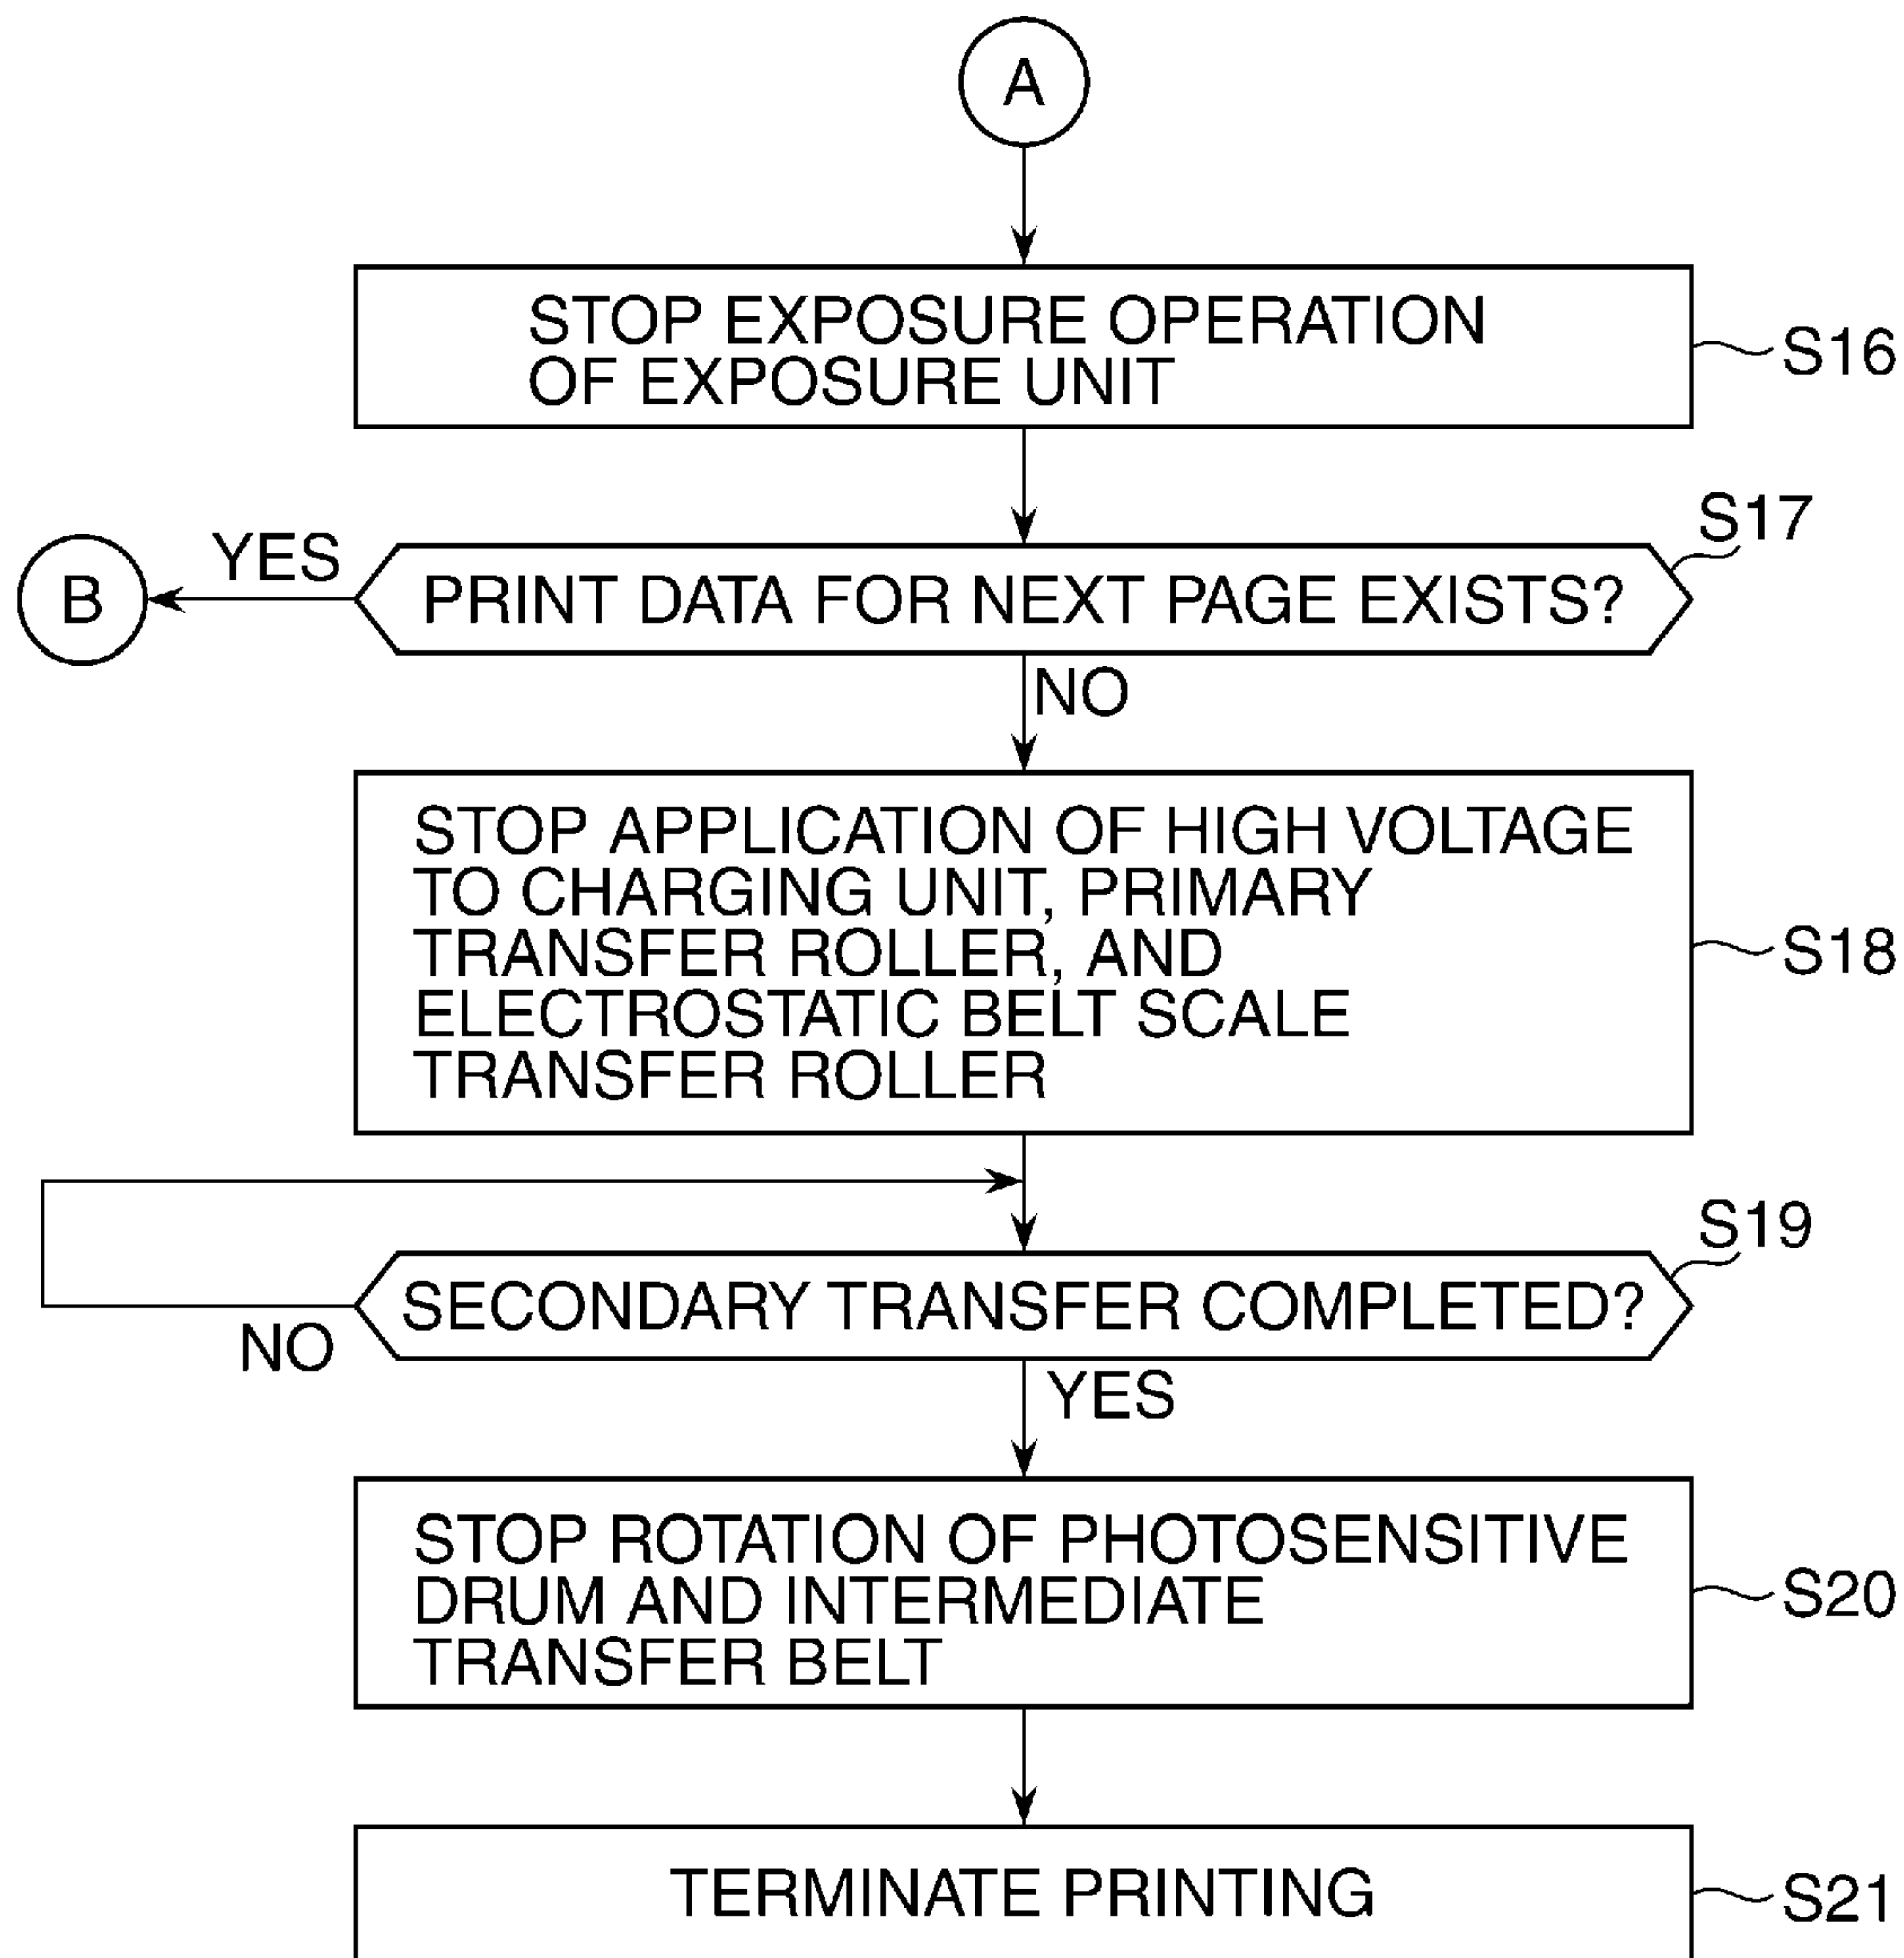 A
STOP EXPOSURE OPERATION
OF EXPOSURE UNIT
S16
S17
YES
B
PRINT DATA FOR NEXT PAGE EXISTS?
NO
STOP APPLICATION OF HIGH VOLTAGE
TO CHARGING UNIT, PRIMARY
TRANSFER ROLLER, AND
ELECTROSTATIC BELT SCALE
TRANSFER ROLLER
S18
S19
SECONDARY TRANSFER COMPLETED?
NO
YES
STOP ROTATION OF PHOTOSENSITIVE
DRUM AND INTERMEDIATE
TRANSFER BELT
S20
TERMINATE PRINTING
S21